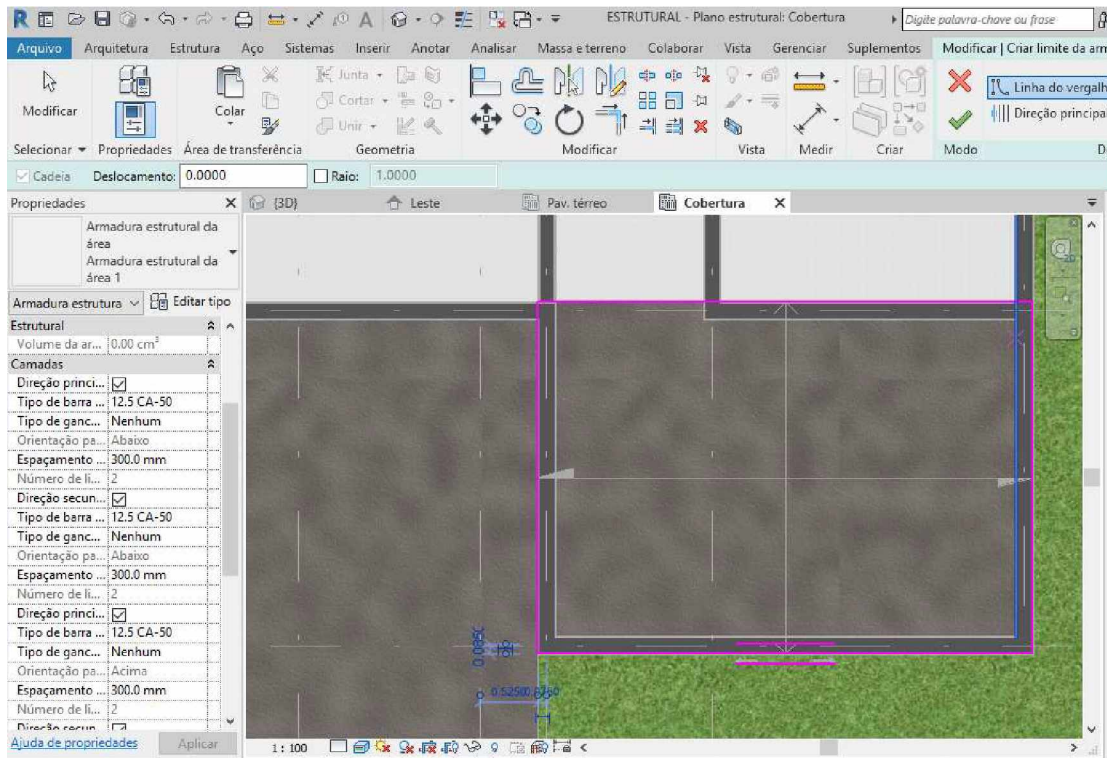 ESTRUTURAL - Plano estrutural: Cobertura
Digite palavra-chave ou frase
Arquivo Arquitetura Estrutura Aço Sistemas Inserir Anotar Analisar Massa e terreno Colaborar Vista Gerenciar Suplementos Modificar | Criar limite da arm
Modificar
Colar
Junta
Cortar
Unir
Linha do vergalh
Direção principa
Selecionar Propriedades Área de transferência Geometria Modificar Vista Medir Criar Modo D
Cadeia Deslocamento: 0.0000 Raio: 1.0000
Propriedades
{3D} Leste Pav. térreo Cobertura
Armadura estrutural da
área
Armadura estrutural da
área 1
Armadura estrutura Editar tipo
Estrutural
Volume da ar... 0.00 cm³
Camadas
Direção princi...
Tipo de barra ... 12.5 CA-50
Tipo de ganc... Nenhum
Orientação pa... Abaixo
Espaçamento ... 300.0 mm
Número de li... 2
Direção secun...
Tipo de barra ... 12.5 CA-50
Tipo de ganc... Nenhum
Orientação pa... Abaixo
Espaçamento ... 300.0 mm
Número de li... 2
Direção princi...
Tipo de barra ... 12.5 CA-50
Tipo de ganc... Nenhum
Orientação pa... Acima
Espaçamento ... 300.0 mm
Número de li... 2
Direção secun...
Ajuda de propriedades Aplicar
1 : 100